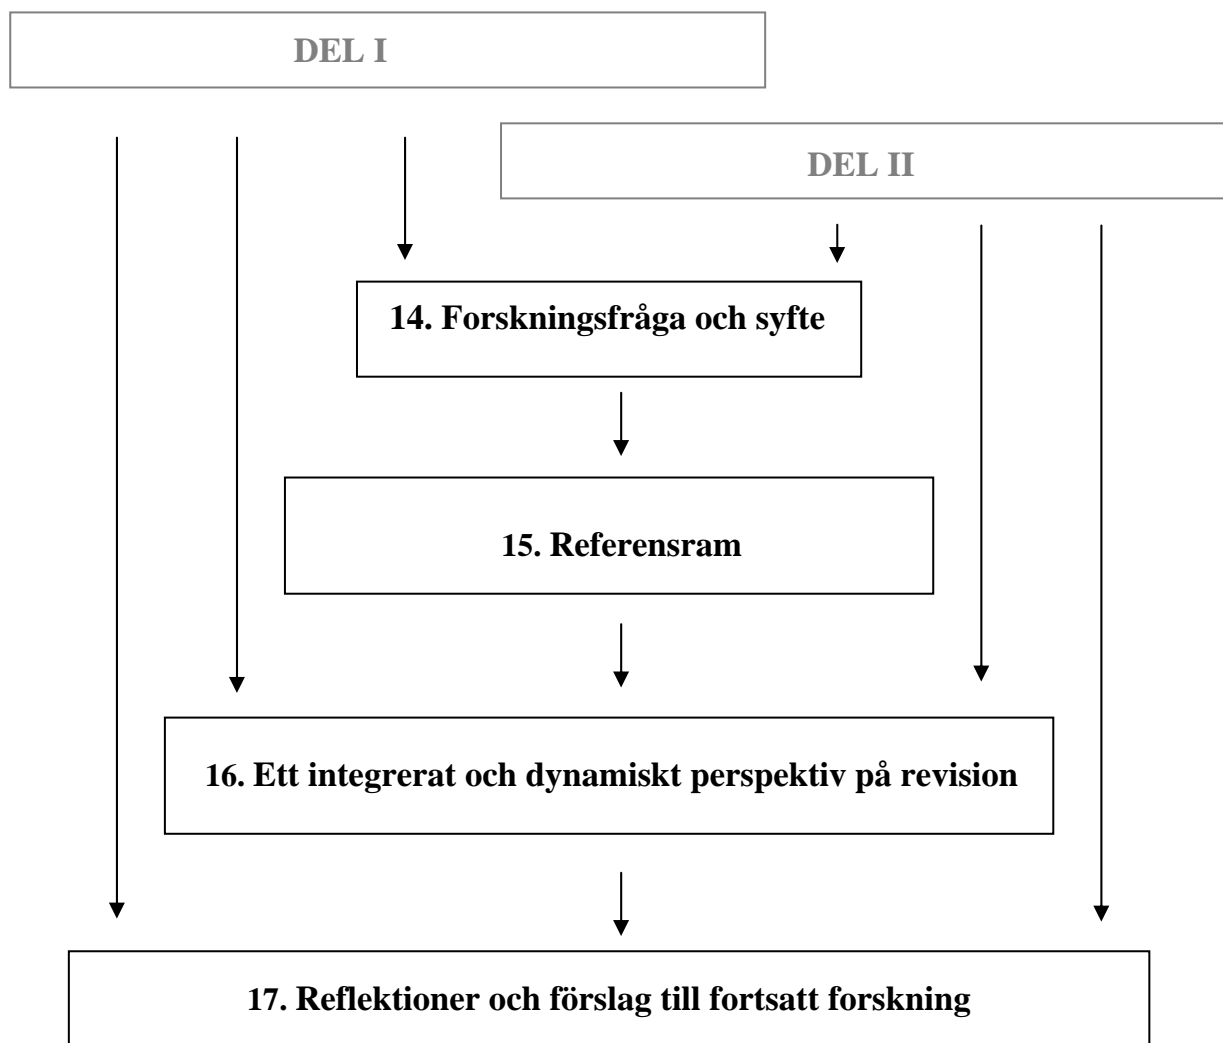 DEL I
DEL II
14. Forskningsfråga och syfte
15. Referensram
16. Ett integrerat och dynamiskt perspektiv på revision
17. Reflektioner och förslag till fortsatt forskning